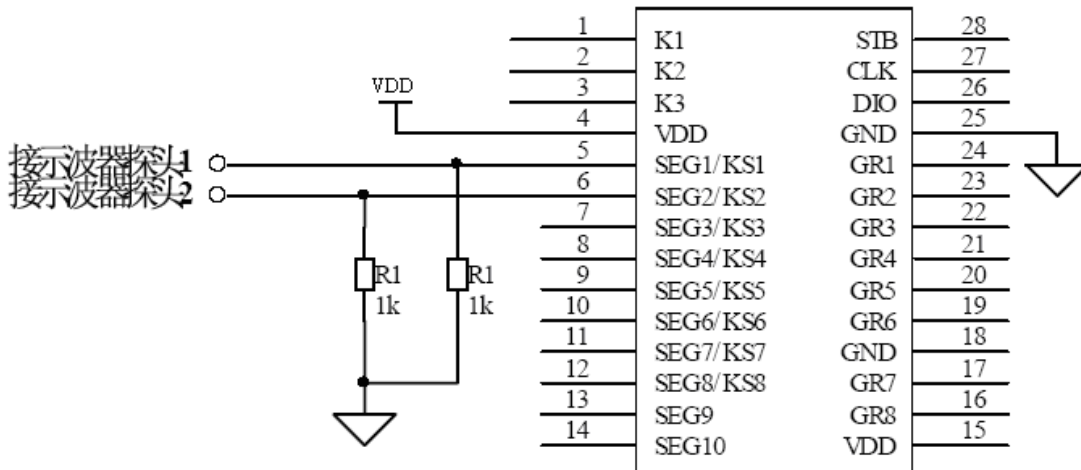 1 K1 STB 28
2 K2 CLK 27
3 K3 DIO 26
VDD
4 VDD GND 25
接示波器探头1 5 SEG1/KS1 GR1 24
接示波器探头2 6 SEG2/KS2 GR2 23
7 SEG3/KS3 GR3 22
8 SEG4/KS4 GR4 21
R1 R1 9 SEG5/KS5 GR5 20
1k 1k 10 SEG6/KS6 GR6 19
11 SEG7/KS7 GND 18
12 SEG8/KS8 GR7 17
13 SEG9 GR8 16
14 SEG10 VDD 15